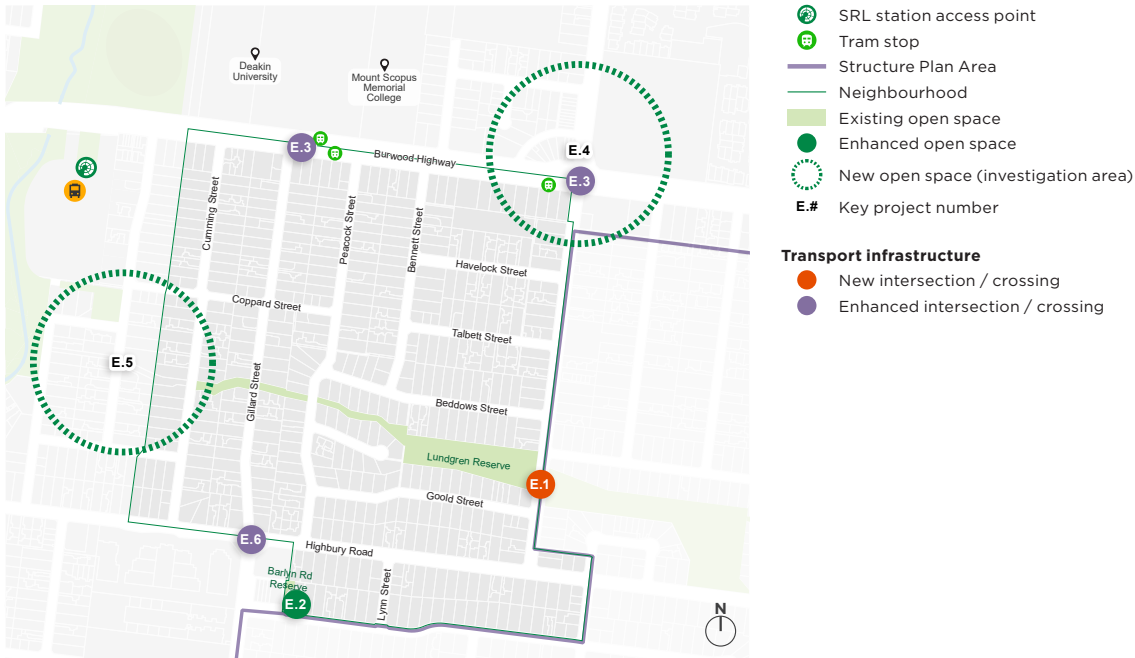 Deakin
University
Mount Scopus
Memorial
College
E.3
Burwood Highway
E.4
E.3
Cumming Street
Peacock Street
Bennett Street
Havelock Street
Coppard Street
Talbett Street
E.5
Gillard Street
Beddows Street
Lundgren Reserve
E.1
Goold Street
E.6
Highbury Road
Barlyn Rd
Reserve
E.2
Lynn Street
N
SRL station access point
Tram stop
Structure Plan Area
Neighbourhood
Existing open space
Enhanced open space
New open space (investigation area)
E.# Key project number
Transport infrastructure
New intersection / crossing
Enhanced intersection / crossing